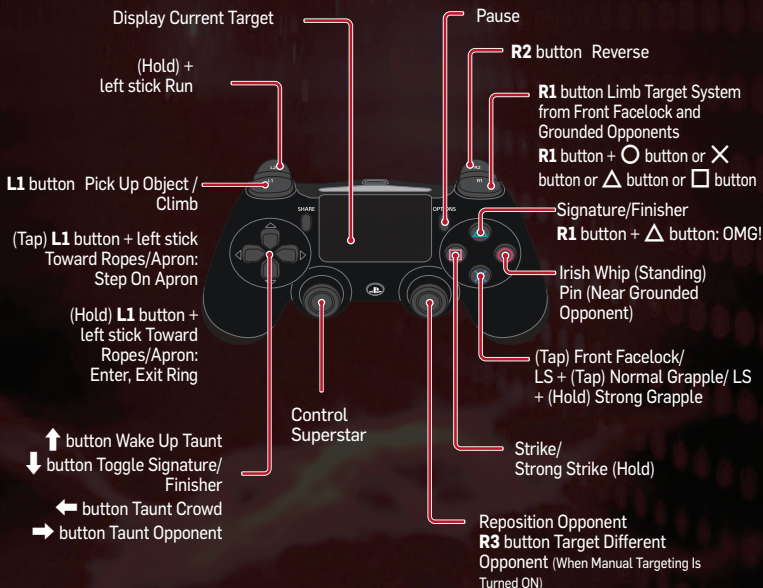 Display Current Target
Pause
R2 button Reverse
(Hold) +
left stick Run
R1 button Limb Target System
from Front Facelock and
Grounded Opponents
R1 button + ○ button or ✕
button or △ button or □ button
L1 button Pick Up Object /
Climb
L2
L1
R2
R1
SHARE
OPTIONS
Signature/Finisher
R1 button + △ button: OMG!
(Tap) L1 button + left stick
Toward Ropes/Apron:
Step On Apron
Irish Whip (Standing)
Pin (Near Grounded
Opponent)
(Hold) L1 button +
left stick Toward
Ropes/Apron:
Enter, Exit Ring
(Tap) Front Facelock/
LS + (Tap) Normal Grapple/ LS
+ (Hold) Strong Grapple
Control
Superstar
↑ button Wake Up Taunt
↓ button Toggle Signature/
Finisher
← button Taunt Crowd
→ button Taunt Opponent
Strike/
Strong Strike (Hold)
Reposition Opponent
R3 button Target Different
Opponent (When Manual Targeting Is
Turned ON)